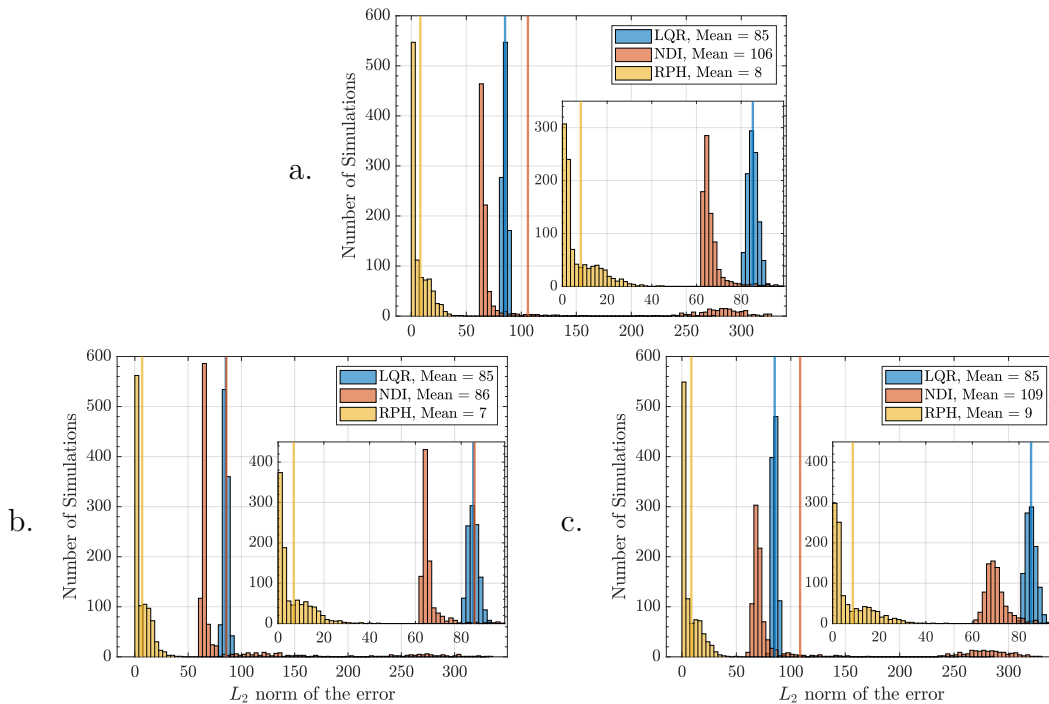 a.
Number of Simulations
600
500
400
300
200
100
0
0 50 100 150 200 250 300
LQR, Mean = 85
NDI, Mean = 106
RPH, Mean = 8
300
200
100
0
0 20 40 60 80
b.
Number of Simulations
600
500
400
300
200
100
0
0 50 100 150 200 250 300
L₂ norm of the error
LQR, Mean = 85
NDI, Mean = 86
RPH, Mean = 7
400
300
200
100
0
0 20 40 60 80
c.
Number of Simulations
600
500
400
300
200
100
0
0 50 100 150 200 250 300
L₂ norm of the error
LQR, Mean = 85
NDI, Mean = 109
RPH, Mean = 9
400
300
200
100
0
0 20 40 60 80